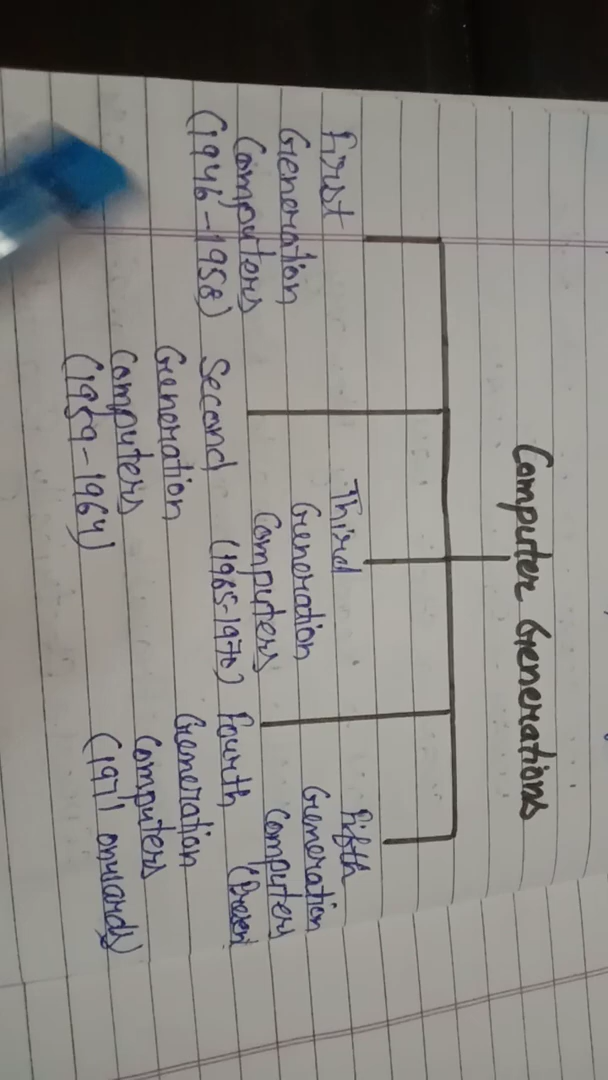 Computer Generations
First
Generation
Computers
(1946-1958)
Second
Generation
Computers
(1959-1964)
Third
Generation
Computers
(1965-1970)
Fourth
Generation
Computers
(1971 onwards)
Fifth
Generation
Computers
(Present